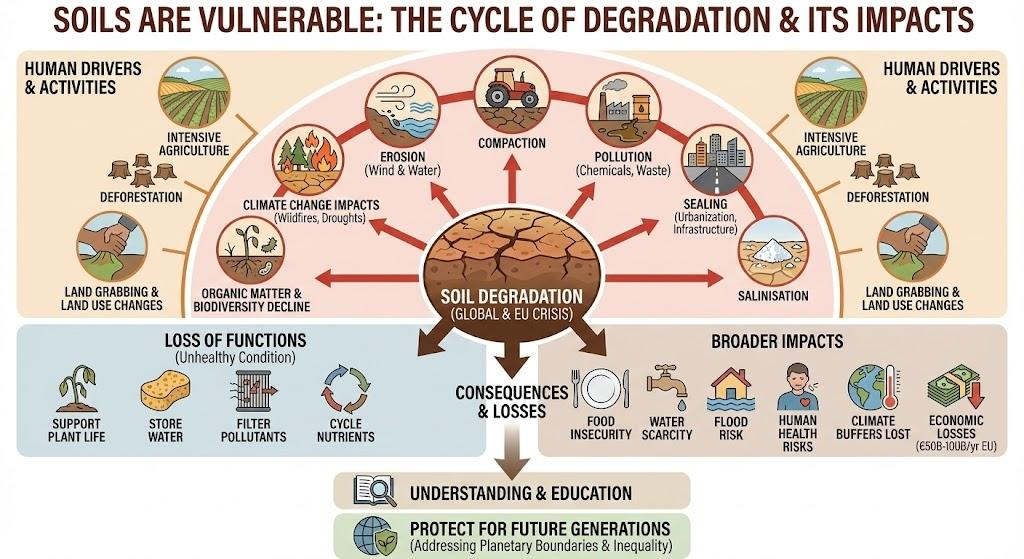 SOILS ARE VULNERABLE: THE CYCLE OF DEGRADATION & ITS IMPACTS
HUMAN DRIVERS
& ACTIVITIES
INTENSIVE
AGRICULTURE
DEFORESTATION
LAND GRABBING &
LAND USE CHANGES
ORGANIC MATTER &
BIODIVERSITY DECLINE
CLIMATE CHANGE IMPACTS
(Wildfires, Droughts)
EROSION
(Wind & Water)
COMPACTION
POLLUTION
(Chemicals, Waste)
SEALING
(Urbanization,
Infrastructure)
SALINISATION
HUMAN DRIVERS
& ACTIVITIES
INTENSIVE
AGRICULTURE
DEFORESTATION
LAND GRABBING &
LAND USE CHANGES
SOIL DEGRADATION
(GLOBAL & EU CRISIS)
LOSS OF FUNCTIONS
(Unhealthy Condition)
SUPPORT
PLANT LIFE
STORE
WATER
FILTER
POLLUTANTS
CYCLE
NUTRIENTS
CONSEQUENCES
& LOSSES
BROADER IMPACTS
FOOD
INSECURITY
WATER
SCARCITY
FLOOD
RISK
HUMAN
HEALTH
RISKS
CLIMATE
BUFFERS LOST
ECONOMIC
LOSSES
(€50B-100B/yr EU)
UNDERSTANDING & EDUCATION
PROTECT FOR FUTURE GENERATIONS
(Addressing Planetary Boundaries & Inequality)